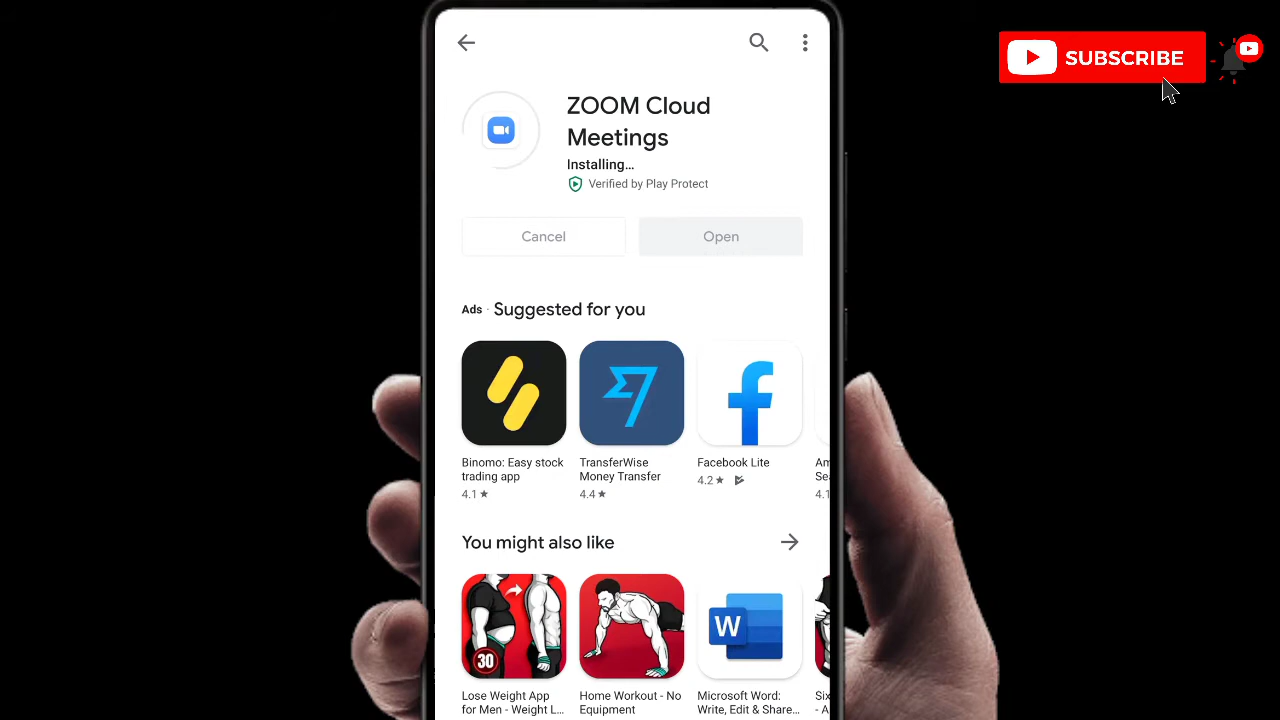 SUBSCRIBE
ZOOM Cloud
Meetings
Installing...
Verified by Play Protect
Cancel
Open
Ads · Suggested for you
Binomo: Easy stock
trading app
4.1 ★
TransferWise
Money Transfer
4.4 ★
Facebook Lite
4.2 ★
4.1
You might also like
30
W
Lose Weight App
for Men - Weight L...
Home Workout - No
Equipment
Microsoft Word:
Write, Edit & Share...